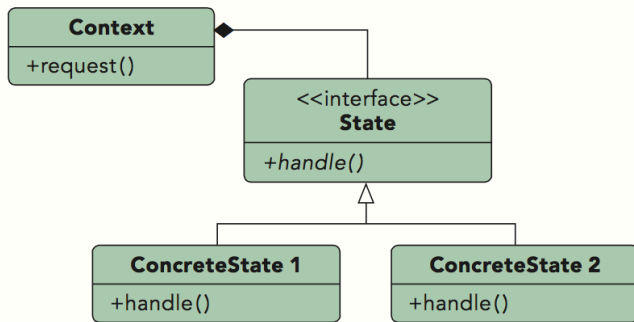 Context
+request()
<<interface>>
State
+handle()
ConcreteState 1
+handle()
ConcreteState 2
+handle()